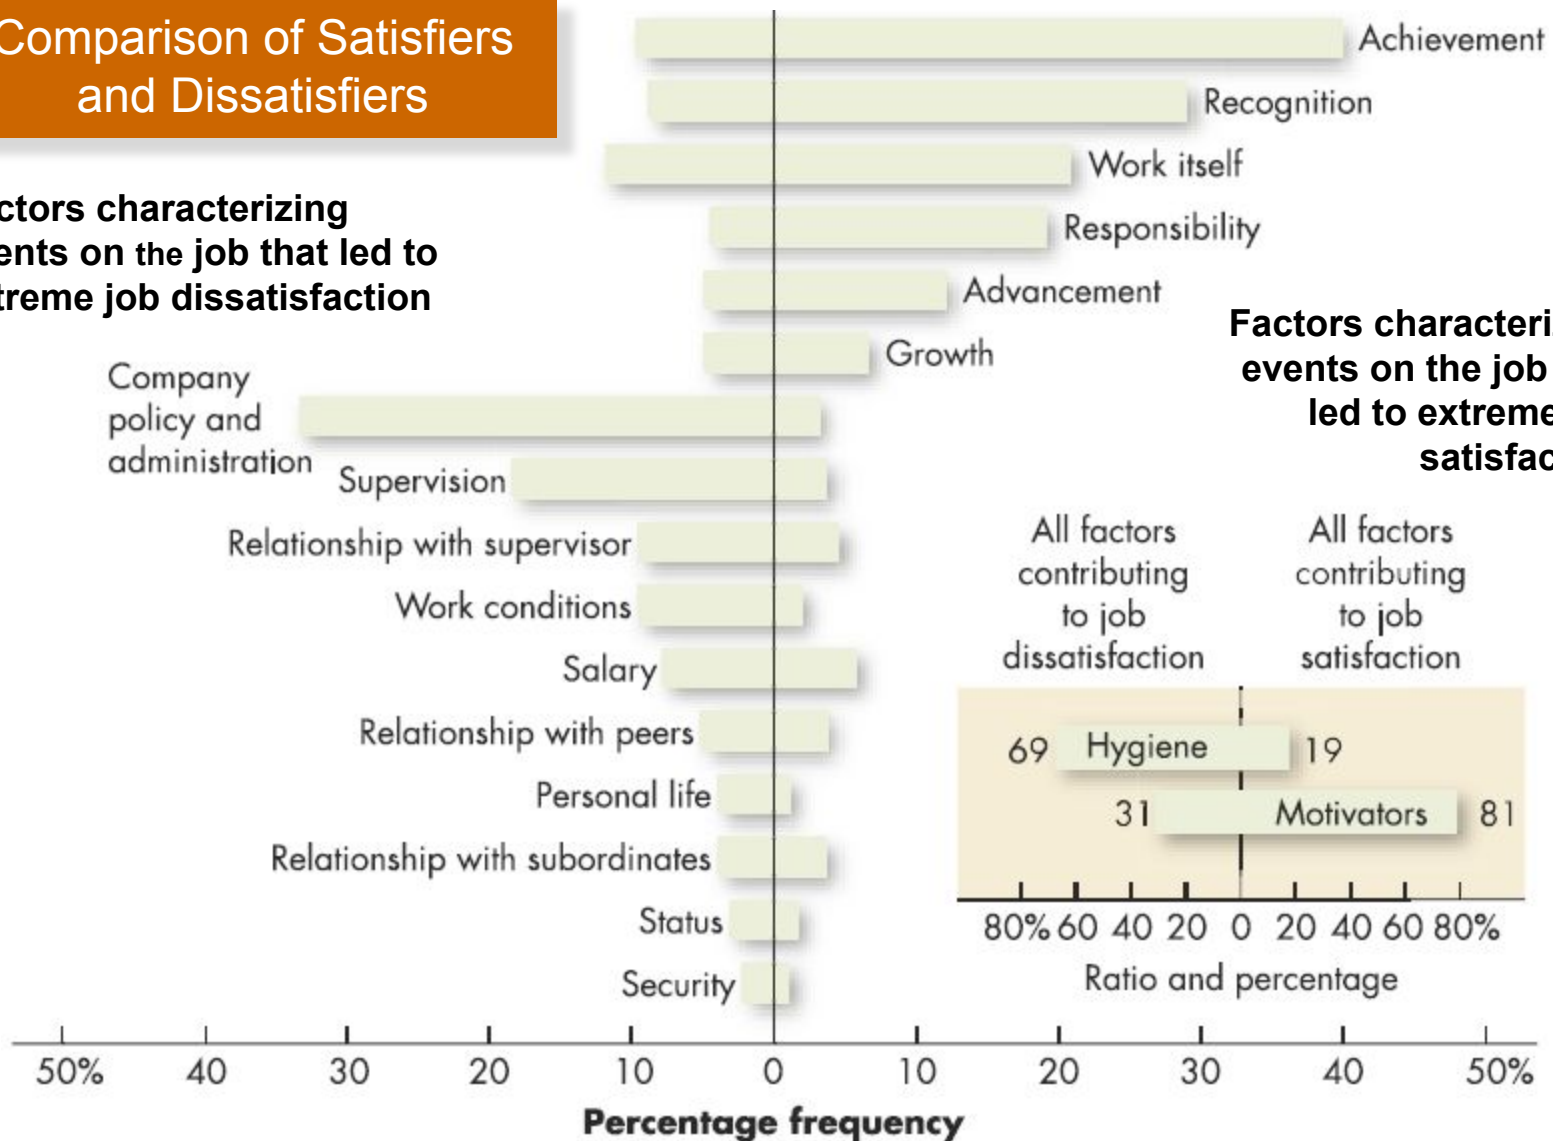 Comparison of Satisfiers
and Dissatisfiers
ctors characterizing
ents on the job that led to
treme job dissatisfaction
Achievement
Recognition
Work itself
Responsibility
Advancement
Growth
Factors characteri
events on the job
led to extreme
satisfac
Company
policy and
administration
Supervision
Relationship with supervisor
Work conditions
Salary
Relationship with peers
Personal life
Relationship with subordinates
Status
Security
All factors
contributing
to job
dissatisfaction
All factors
contributing
to job
satisfaction
69 Hygiene 19
31 Motivators 81
80% 60 40 20 0 20 40 60 80%
Ratio and percentage
50% 40 30 20 10 0 10 20 30 40 50%
Percentage frequency